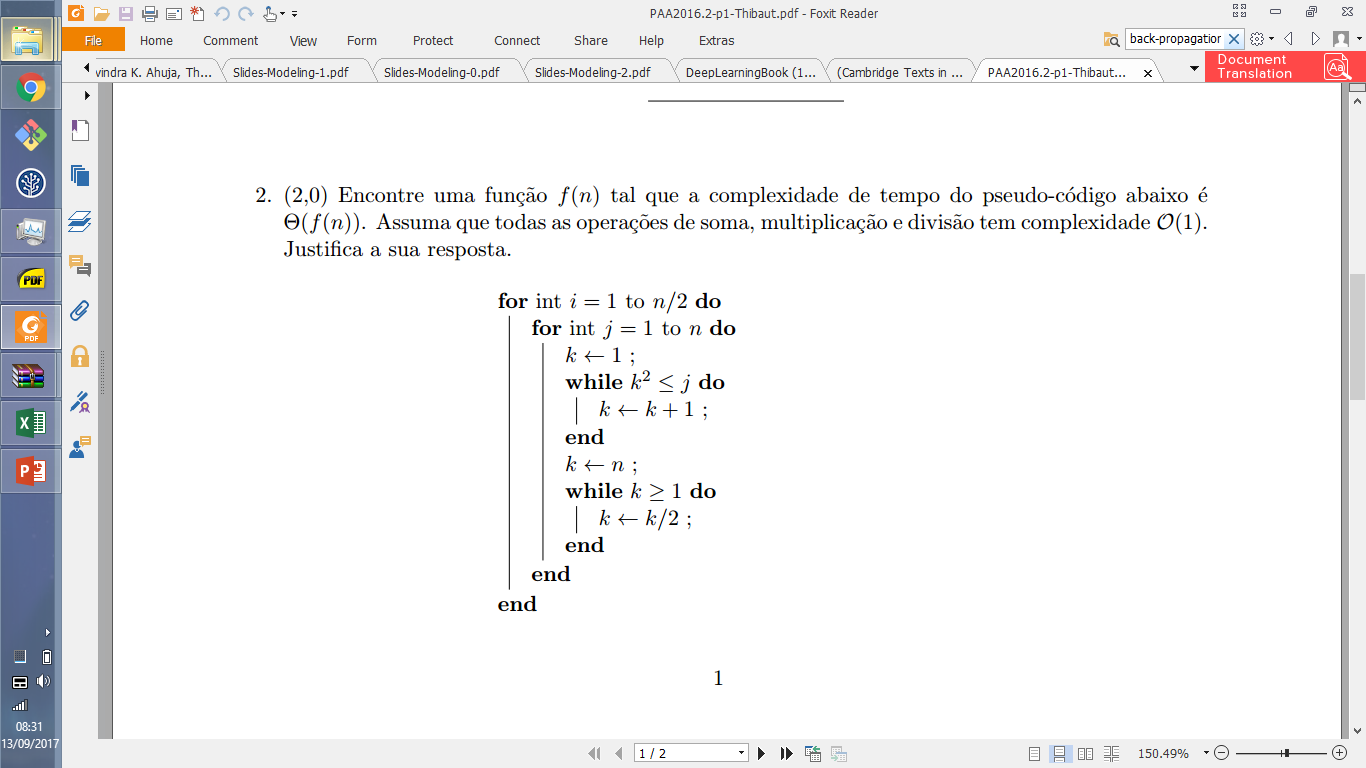 PAA2016.2-p1-Thibaut.pdf - Foxit Reader
File Home Comment View Form Protect Connect Share Help Extras
back-propagation
vindra K. Ahuja, Th... Slides-Modeling-1.pdf Slides-Modeling-0.pdf Slides-Modeling-2.pdf DeepLearningBook (1... (Cambridge Texts in ... PAA2016.2-p1-Thibaut...
Document
Translation
2. (2,0) Encontre uma função f(n) tal que a complexidade de tempo do pseudo-código abaixo é
Θ(f(n)). Assuma que todas as operações de soma, multiplicação e divisão tem complexidade O(1).
Justifica a sua resposta.
for int i = 1 to n/2 do
for int j = 1 to n do
k ← 1 ;
while k² ≤ j do
k ← k + 1 ;
end
k ← n ;
while k ≥ 1 do
k ← k/2 ;
end
end
end
1
08:31
13/09/2017
1 / 2
150.49%